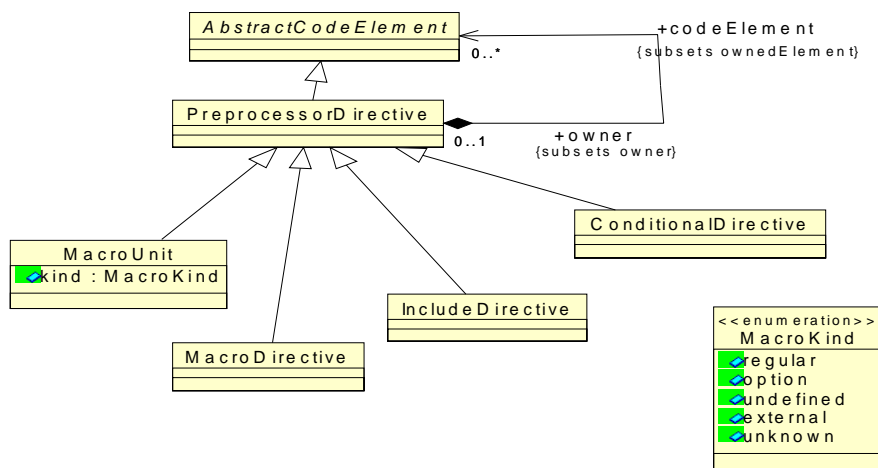 AbstractCodeElement
+codeElement
0..*
{subsets ownedElement}
PreprocessorDirective
0..1
+owner
{subsets owner}
ConditionalDirective
MacroUnit
kind : MacroKind
IncludeDirective
MacroDirective
<<enumeration>>
MacroKind
regular
option
undefined
external
unknown